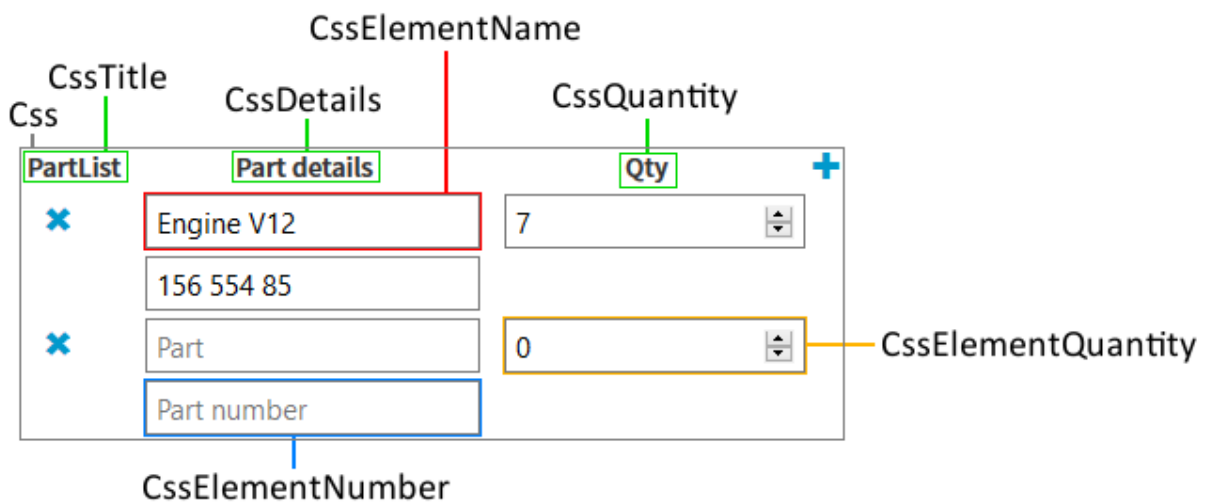 CssElementName
CssTitle
CssDetails
CssQuantity
Css
PartList
Part details
Qty
Engine V12
7
156 554 85
Part
0
CssElementQuantity
Part number
CssElementNumber